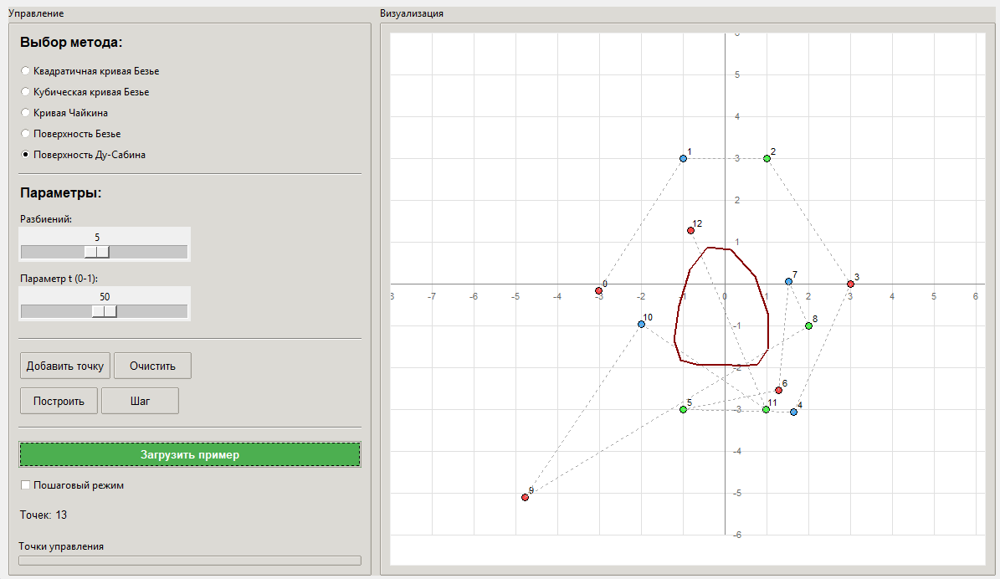 Управление
Выбор метода:
Квадратичная кривая Безье
Кубическая кривая Безье
Кривая Чайкина
Поверхность Безье
Поверхность Ду-Сабина
Параметры:
Разбиений:
5
Параметр t (0-1):
50
Добавить точку Очистить
Построить Шаг
Загрузить пример
Пошаговый режим
Точек: 13
Точки управления
Визуализация
5
4
1 3 2
2
12
1
7 3
0
3 -7 -6 -5 -4 -3 -2 -1 0 1 2 3 4 5 6
10 8
-1
-2
6
5 -3 11 4
-4
9 -5
-6